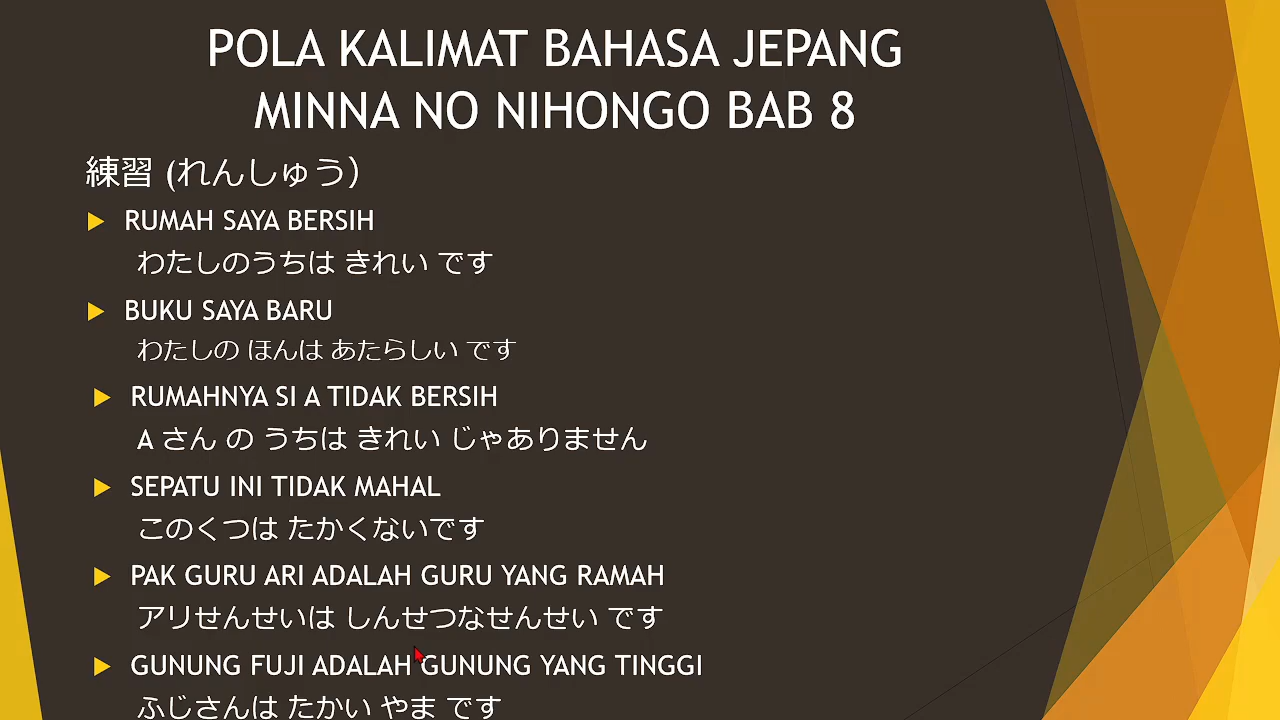 POLA KALIMAT BAHASA JEPANG
MINNA NO NIHONGO BAB 8
練習 (れんしゅう）
RUMAH SAYA BERSIH
わたしのうちは きれい です
BUKU SAYA BARU
わたしの ほんは あたらしい です
RUMAHNYA SI A TIDAK BERSIH
A さん の うちは きれい じゃありません
SEPATU INI TIDAK MAHAL
このくつは たかくないです
PAK GURU ARI ADALAH GURU YANG RAMAH
アリせんせいは しんせつなせんせい です
GUNUNG FUJI ADALAH GUNUNG YANG TINGGI
ふじさんは たかい やま です